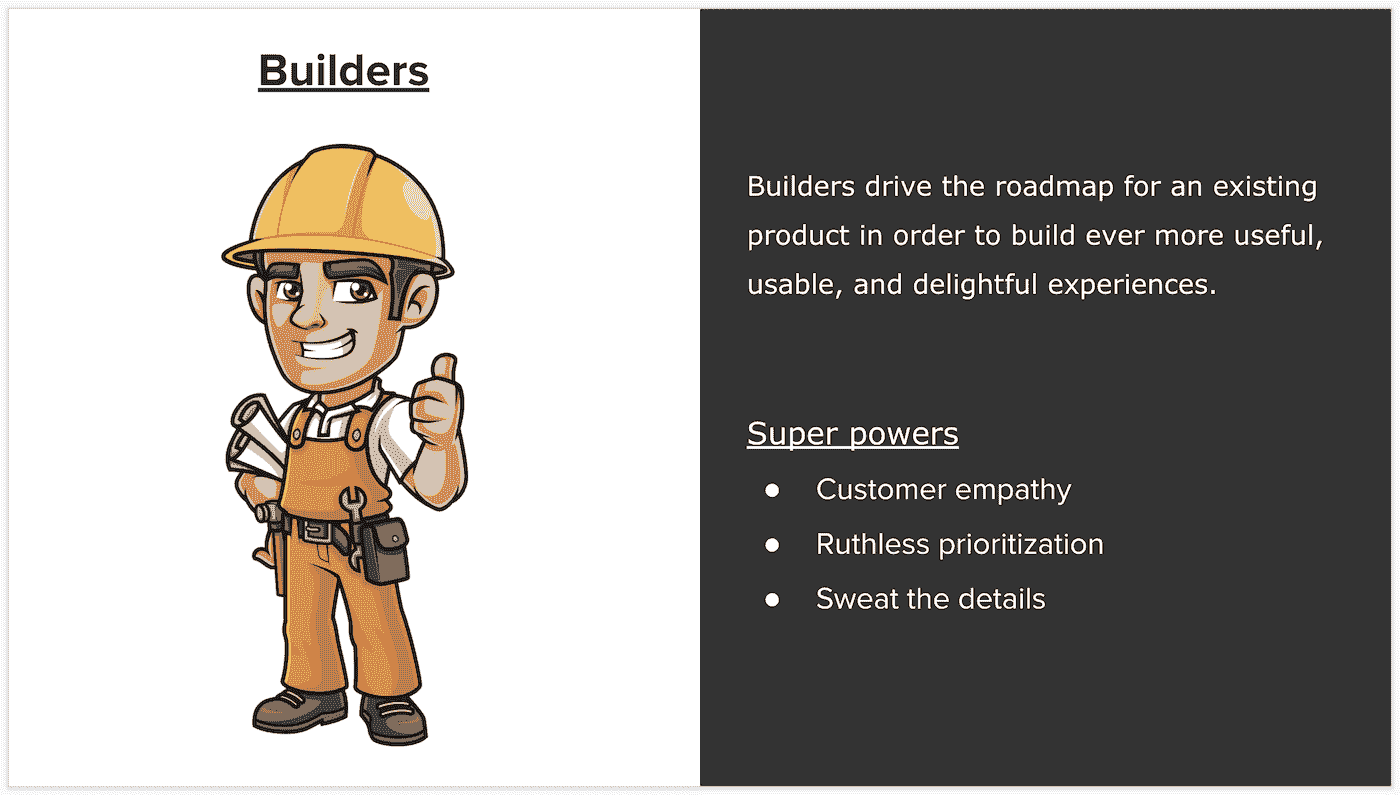 Builders
Builders drive the roadmap for an existing
product in order to build ever more useful,
usable, and delightful experiences.
Super powers
● Customer empathy
● Ruthless prioritization
● Sweat the details